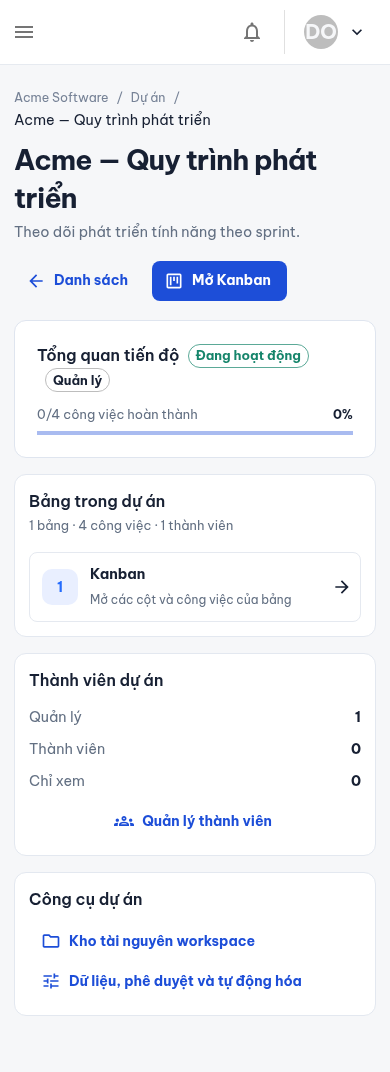 DO
Acme Software / Dự án /
Acme — Quy trình phát triển
Acme — Quy trình phát
triển
Theo dõi phát triển tính năng theo sprint.
Danh sách
Mở Kanban
Tổng quan tiến độ Đang hoạt động
Quản lý
0/4 công việc hoàn thành 0%
Bảng trong dự án
1 bảng · 4 công việc · 1 thành viên
1 Kanban
Mở các cột và công việc của bảng
Thành viên dự án
Quản lý 1
Thành viên 0
Chỉ xem 0
Quản lý thành viên
Công cụ dự án
Kho tài nguyên workspace
Dữ liệu, phê duyệt và tự động hóa